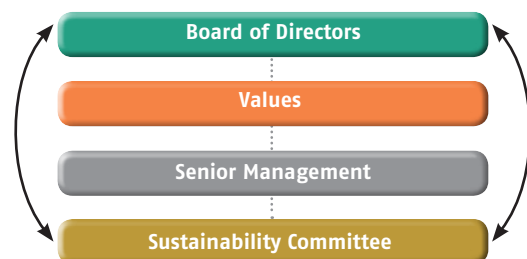 Board of Directors
Values
Senior Management
Sustainability Committee